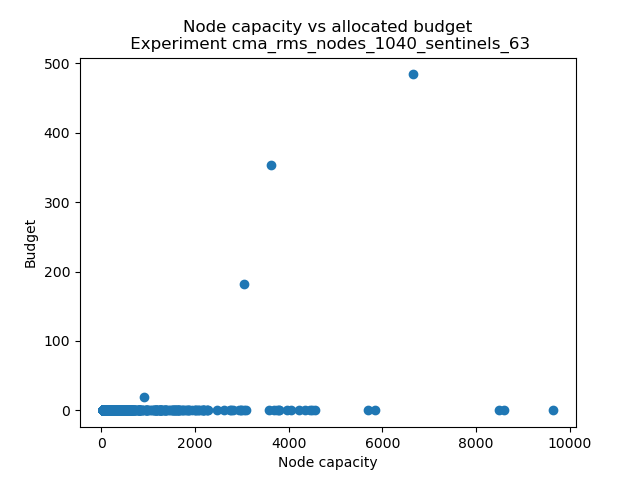 Node capacity vs allocated budget
Experiment cma_rms_nodes_1040_sentinels_63
500
400
300
200
100
0
Budget
0 2000 4000 6000 8000 10000
Node capacity